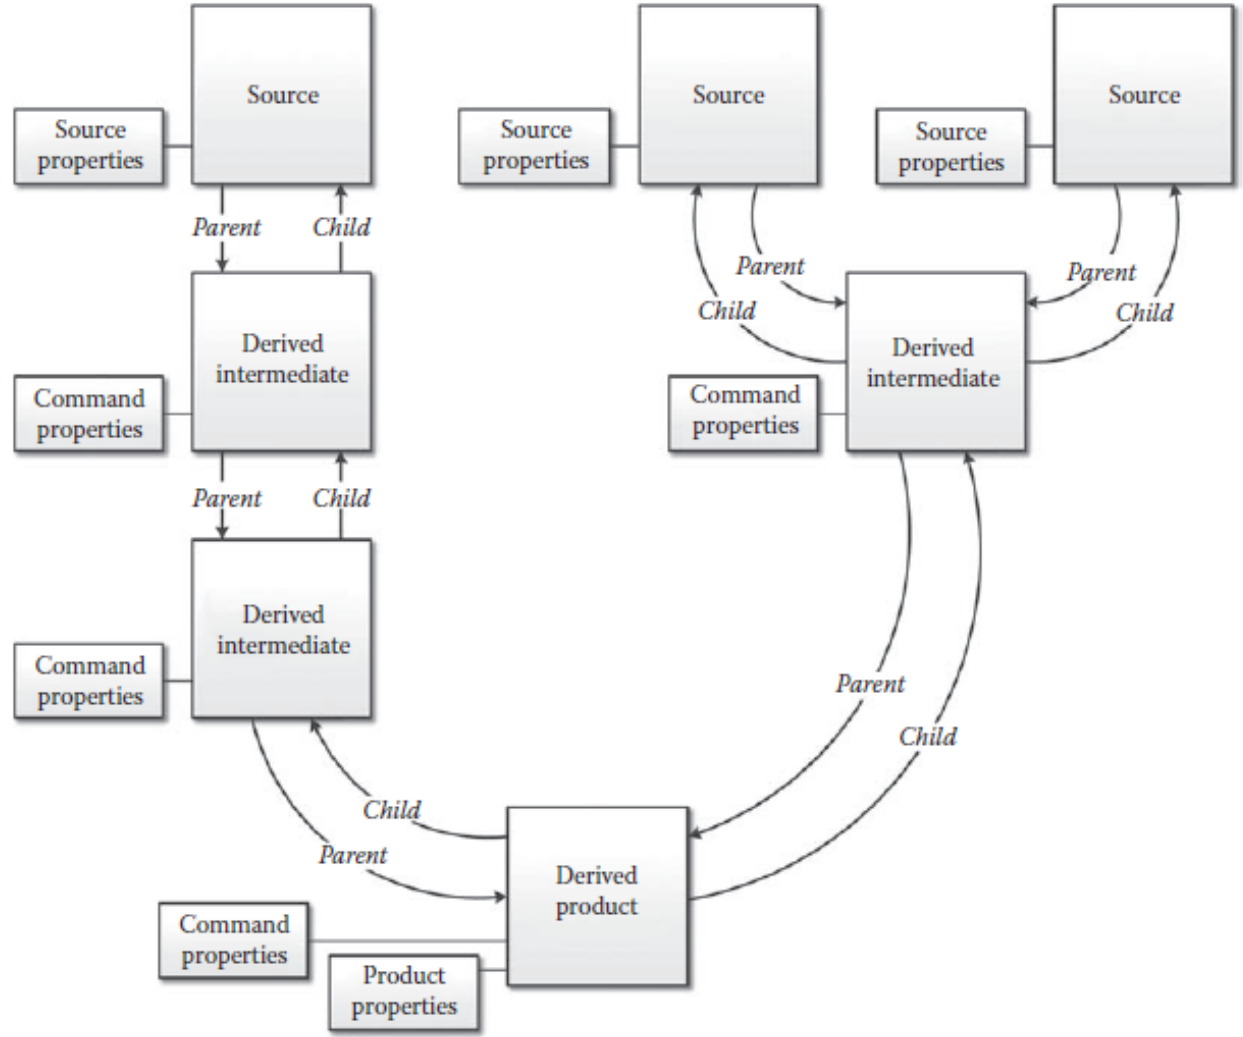 Source
Source
Source
Source
properties
Source
properties
Source
properties
Parent
Child
Parent
Child
Parent
Child
Derived
intermediate
Derived
intermediate
Command
properties
Command
properties
Parent
Child
Derived
intermediate
Command
properties
Parent
Child
Child
Parent
Derived
product
Command
properties
Product
properties